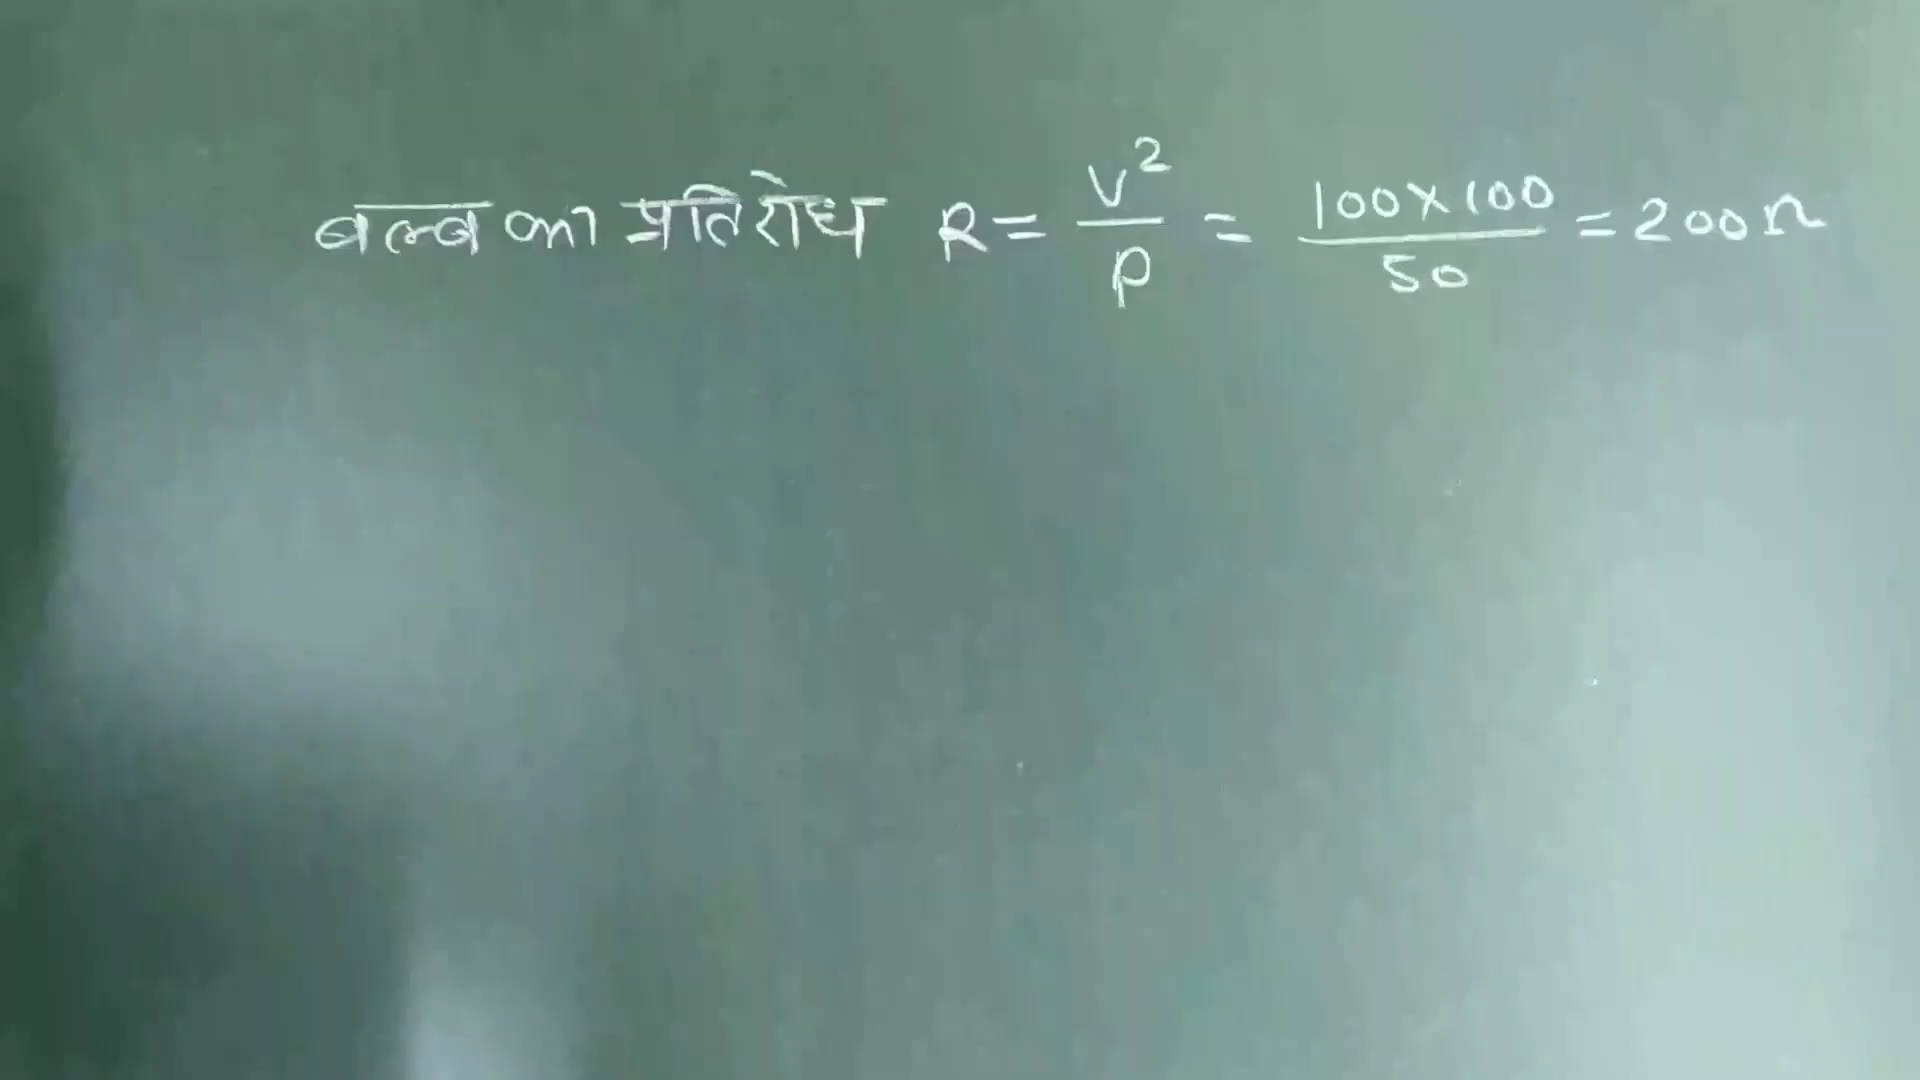 बल्ब का प्रतिरोध R = V²/P = 100×100/50 = 200Ω